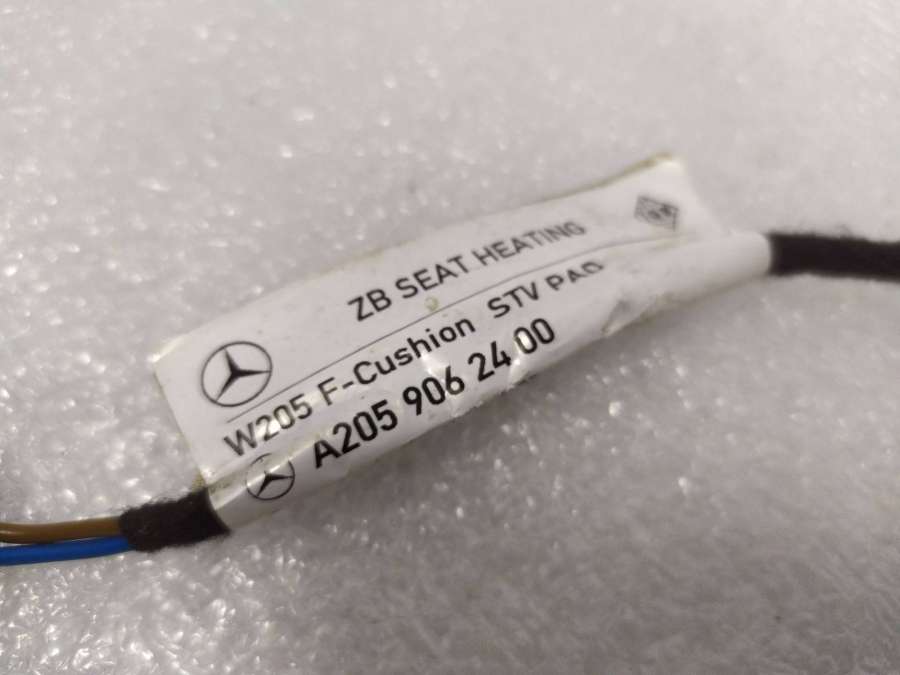 ZB SEAT HEATING
W205 F-Cushion STV PAD
A205 906 24 00